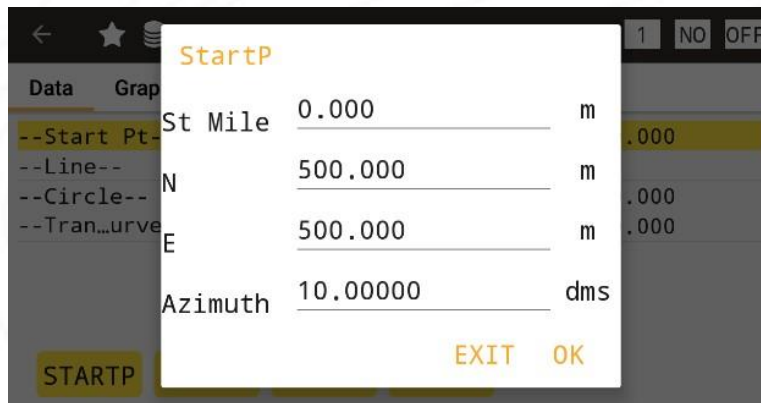 1 NO OFF
StartP
Data Grap
St Mile 0.000 m
--Start Pt- .000
--Line--
N 500.000 m
--Circle-- .000
--Tran…urve .000
E 500.000 m
Azimuth 10.00000 dms
EXIT OK
STARTP